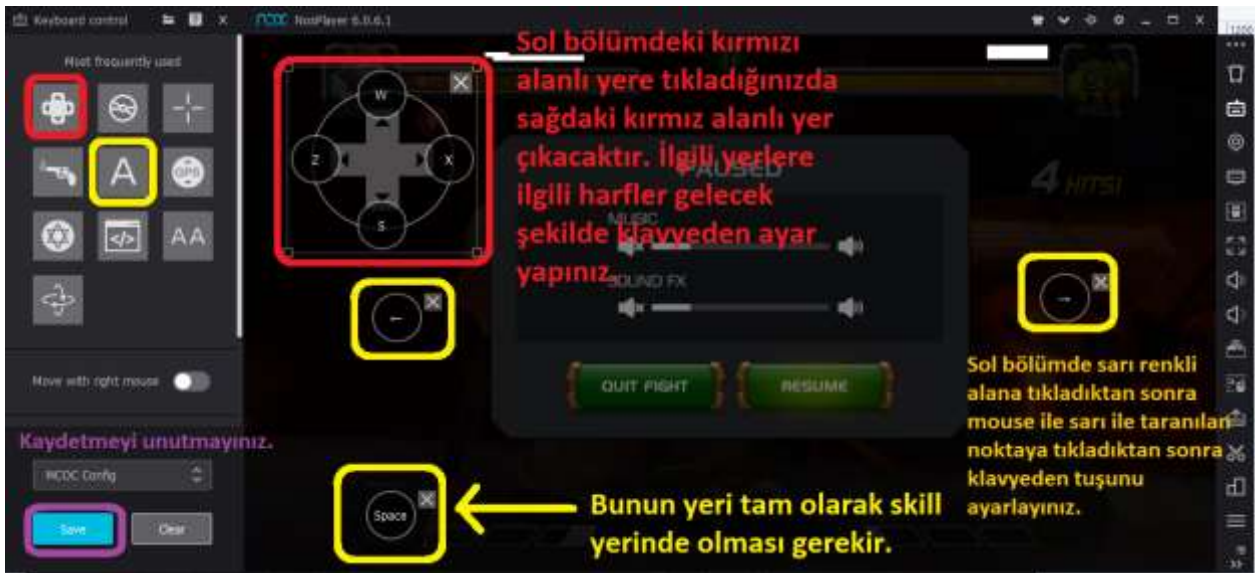 Keyboard control
NoxPlayer 6.0.6.1
Most frequently used
A
GPS
</>
AA
Move with right mouse
Kaydetmeyi unutmayınız.
MCOC Config
Save
Clear
W
Z
X
S
Sol bölümdeki kırmızı
alanlı yere tıkladığınızda
sağdaki kırmız alanlı yer
çıkacaktır. İlgili yerlere
ilgili harfler gelecek
şekilde klavyeden ayar
yapınız.
PAUSED
MUSIC
SOUND FX
QUIT FIGHT
RESUME
4 HITS!
←
→
Sol bölümde sarı renkli
alana tıkladıktan sonra
mouse ile sarı ile taranılan
noktaya tıkladıktan sonra
klavyeden tuşunu
ayarlayınız.
Space
Bunun yeri tam olarak skill
yerinde olması gerekir.